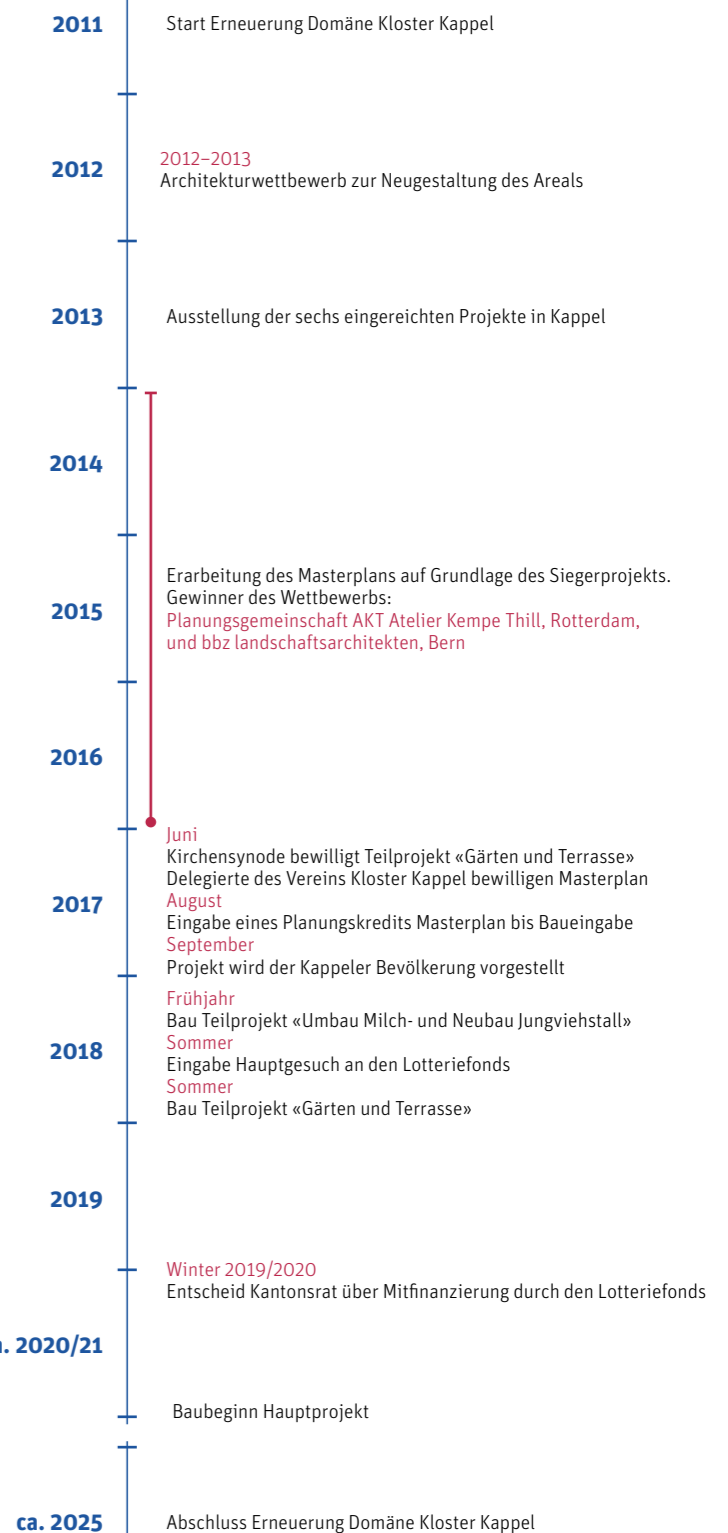 2011
Start Erneuerung Domäne Kloster Kappel
2012
2012–2013
Architekturwettbewerb zur Neugestaltung des Areals
2013
Ausstellung der sechs eingereichten Projekte in Kappel
2014
2015
Erarbeitung des Masterplans auf Grundlage des Siegerprojekts.
Gewinner des Wettbewerbs:
Planungsgemeinschaft AKT Atelier Kempe Thill, Rotterdam,
und bbz landschaftsarchitekten, Bern
2016
2017
Juni
Kirchensynode bewilligt Teilprojekt «Gärten und Terrasse»
Delegierte des Vereins Kloster Kappel bewilligen Masterplan
August
Eingabe eines Planungskredits Masterplan bis Baueingabe
September
Projekt wird der Kappeler Bevölkerung vorgestellt
2018
Frühjahr
Bau Teilprojekt «Umbau Milch- und Neubau Jungviehstall»
Sommer
Eingabe Hauptgesuch an den Lotteriefonds
Sommer
Bau Teilprojekt «Gärten und Terrasse»
2019
Winter 2019/2020
Entscheid Kantonsrat über Mitfinanzierung durch den Lotteriefonds
2020/21
Baubeginn Hauptprojekt
ca. 2025
Abschluss Erneuerung Domäne Kloster Kappel